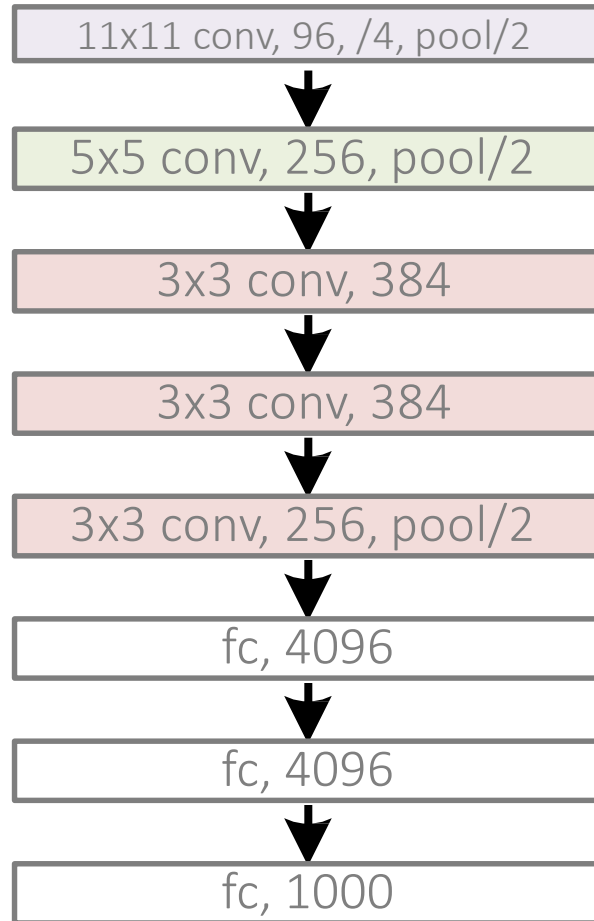 11x11 conv, 96, /4, pool/2
5x5 conv, 256, pool/2
3x3 conv, 384
3x3 conv, 384
3x3 conv, 256, pool/2
fc, 4096
fc, 4096
fc, 1000